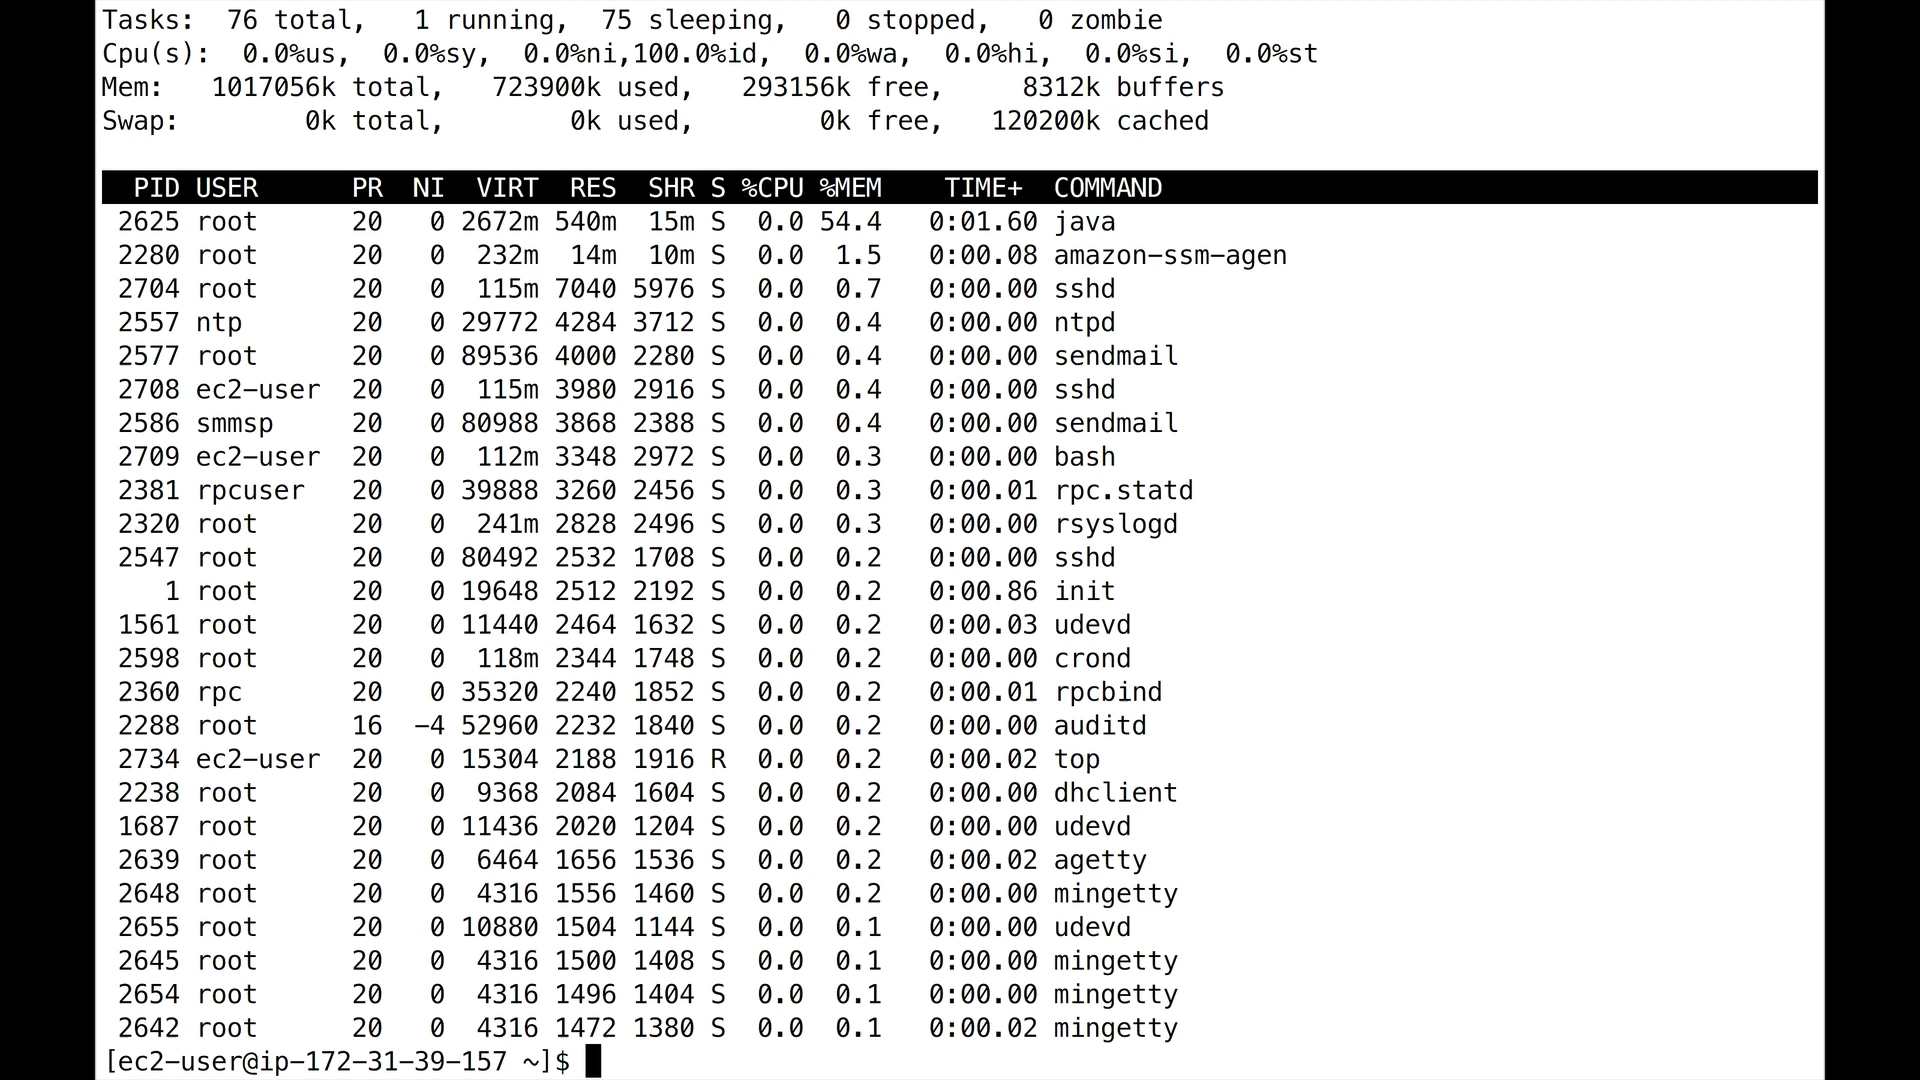 Tasks:  76 total,   1 running,  75 sleeping,   0 stopped,   0 zombie
Cpu(s):  0.0%us,  0.0%sy,  0.0%ni,100.0%id,  0.0%wa,  0.0%hi,  0.0%si,  0.0%st
Mem:   1017056k total,   723900k used,   293156k free,     8312k buffers
Swap:        0k total,        0k used,        0k free,   120200k cached
  PID USER      PR  NI  VIRT  RES  SHR S %CPU %MEM    TIME+  COMMAND
 2625 root      20   0 2672m 540m  15m S  0.0 54.4   0:01.60 java
 2280 root      20   0  232m  14m  10m S  0.0  1.5   0:00.08 amazon-ssm-agen
 2704 root      20   0  115m 7040 5976 S  0.0  0.7   0:00.00 sshd
 2557 ntp       20   0 29772 4284 3712 S  0.0  0.4   0:00.00 ntpd
 2577 root      20   0 89536 4000 2280 S  0.0  0.4   0:00.00 sendmail
 2708 ec2-user  20   0  115m 3980 2916 S  0.0  0.4   0:00.00 sshd
 2586 smmsp     20   0 80988 3868 2388 S  0.0  0.4   0:00.00 sendmail
 2709 ec2-user  20   0  112m 3348 2972 S  0.0  0.3   0:00.00 bash
 2381 rpcuser   20   0 39888 3260 2456 S  0.0  0.3   0:00.01 rpc.statd
 2320 root      20   0  241m 2828 2496 S  0.0  0.3   0:00.00 rsyslogd
 2547 root      20   0 80492 2532 1708 S  0.0  0.2   0:00.00 sshd
    1 root      20   0 19648 2512 2192 S  0.0  0.2   0:00.86 init
 1561 root      20   0 11440 2464 1632 S  0.0  0.2   0:00.03 udevd
 2598 root      20   0  118m 2344 1748 S  0.0  0.2   0:00.00 crond
 2360 rpc       20   0 35320 2240 1852 S  0.0  0.2   0:00.01 rpcbind
 2288 root      16  -4 52960 2232 1840 S  0.0  0.2   0:00.00 auditd
 2734 ec2-user  20   0 15304 2188 1916 R  0.0  0.2   0:00.02 top
 2238 root      20   0  9368 2084 1604 S  0.0  0.2   0:00.00 dhclient
 1687 root      20   0 11436 2020 1204 S  0.0  0.2   0:00.00 udevd
 2639 root      20   0  6464 1656 1536 S  0.0  0.2   0:00.02 agetty
 2648 root      20   0  4316 1556 1460 S  0.0  0.2   0:00.00 mingetty
 2655 root      20   0 10880 1504 1144 S  0.0  0.1   0:00.00 udevd
 2645 root      20   0  4316 1500 1408 S  0.0  0.1   0:00.00 mingetty
 2654 root      20   0  4316 1496 1404 S  0.0  0.1   0:00.00 mingetty
 2642 root      20   0  4316 1472 1380 S  0.0  0.1   0:00.02 mingetty
[ec2-user@ip-172-31-39-157 ~]$